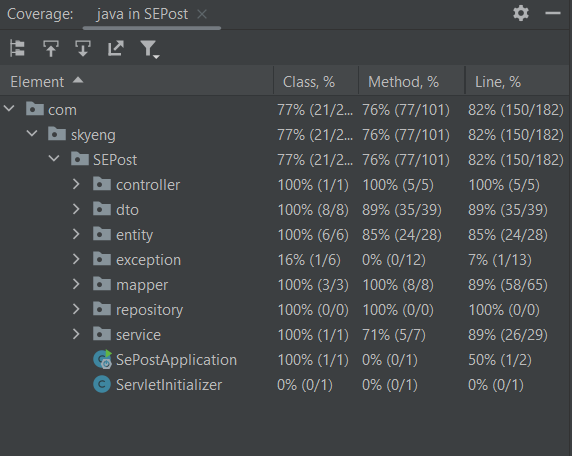 Coverage: java in SEPost
Element Class, % Method, % Line, %
com 77% (21/2... 76% (77/101) 82% (150/182)
skyeng 77% (21/2... 76% (77/101) 82% (150/182)
SEPost 77% (21/2... 76% (77/101) 82% (150/182)
controller 100% (1/1) 100% (5/5) 100% (5/5)
dto 100% (8/8) 89% (35/39) 89% (35/39)
entity 100% (6/6) 85% (24/28) 85% (24/28)
exception 16% (1/6) 0% (0/12) 7% (1/13)
mapper 100% (3/3) 100% (8/8) 89% (58/65)
repository 100% (0/0) 100% (0/0) 100% (0/0)
service 100% (1/1) 71% (5/7) 89% (26/29)
SePostApplication 100% (1/1) 0% (0/1) 50% (1/2)
ServletInitializer 0% (0/1) 0% (0/1) 0% (0/1)